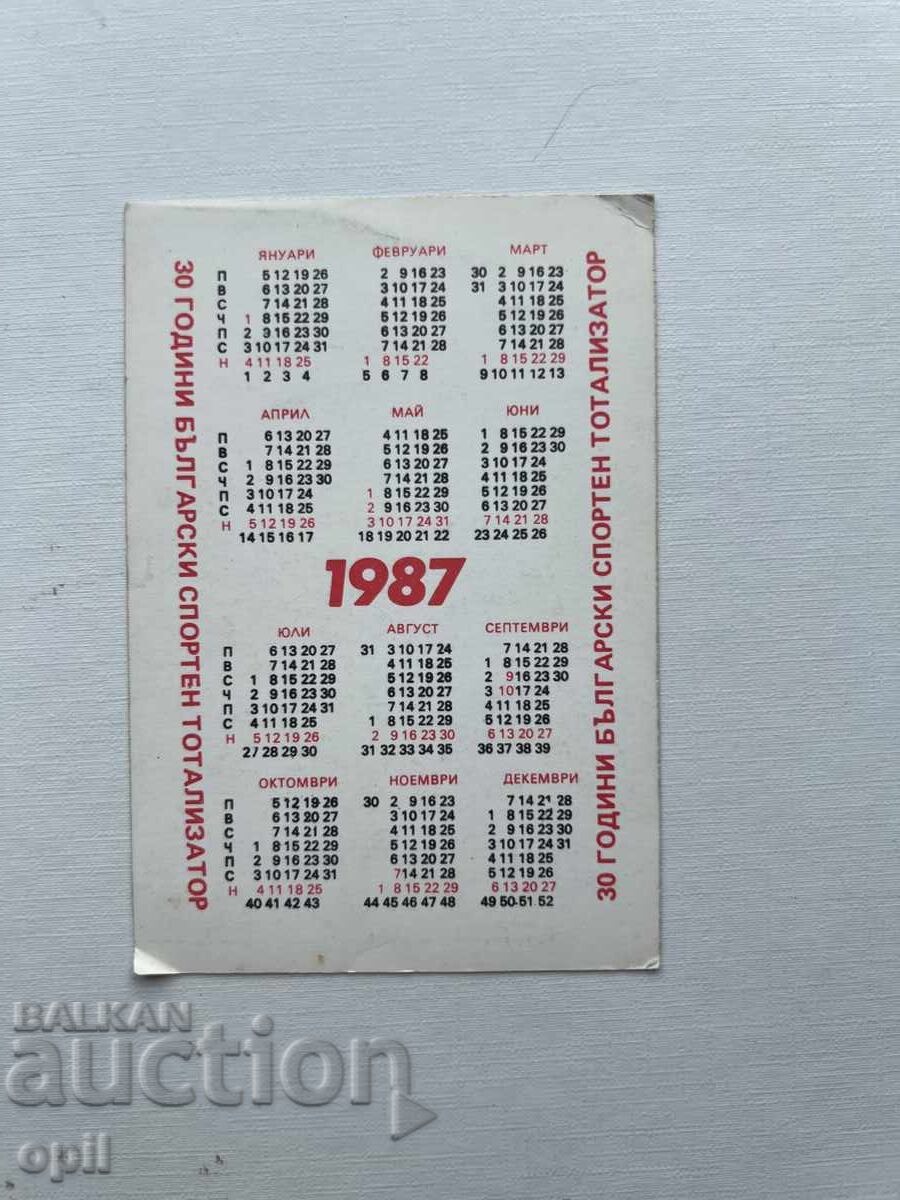 30 ГОДИНИ БЪЛГАРСКИ СПОРТЕН ТОТАЛИЗАТОР
ЯНУАРИ ФЕВРУАРИ МАРТ
П 5 12 19 26 2 9 16 23 30 2 9 16 23
В 6 13 20 27 3 10 17 24 31 3 10 17 24
С 7 14 21 28 4 11 18 25 4 11 18 25
Ч 1 8 15 22 29 5 12 19 26 5 12 19 26
П 2 9 16 23 30 6 13 20 27 6 13 20 27
С 3 10 17 24 31 7 14 21 28 7 14 21 28
Н 4 11 18 25 1 8 15 22 1 8 15 22 29
1 2 3 4 5 6 7 8 9 10 11 12 13
АПРИЛ МАЙ ЮНИ
П 6 13 20 27 4 11 18 25 1 8 15 22 29
В 7 14 21 28 5 12 19 26 2 9 16 23 30
С 1 8 15 22 29 6 13 20 27 3 10 17 24
Ч 2 9 16 23 30 7 14 21 28 4 11 18 25
П 3 10 17 24 1 8 15 22 29 5 12 19 26
С 4 11 18 25 2 9 16 23 30 6 13 20 27
Н 5 12 19 26 3 10 17 24 31 7 14 21 28
14 15 16 17 18 19 20 21 22 23 24 25 26
1987
ЮЛИ АВГУСТ СЕПТЕМВРИ
П 6 13 20 27 31 3 10 17 24 7 14 21 28
В 7 14 21 28 4 11 18 25 1 8 15 22 29
С 1 8 15 22 29 5 12 19 26 2 9 16 23 30
Ч 2 9 16 23 30 6 13 20 27 3 10 17 24
П 3 10 17 24 31 7 14 21 28 4 11 18 25
С 4 11 18 25 1 8 15 22 29 5 12 19 26
Н 5 12 19 26 2 9 16 23 30 6 13 20 27
27 28 29 30 31 32 33 34 35 36 37 38 39
ОКТОМВРИ НОЕМВРИ ДЕКЕМВРИ
П 5 12 19 26 30 2 9 16 23 7 14 21 28
В 6 13 20 27 3 10 17 24 1 8 15 22 29
С 7 14 21 28 4 11 18 25 2 9 16 23 30
Ч 1 8 15 22 29 5 12 19 26 3 10 17 24 31
П 2 9 16 23 30 6 13 20 27 4 11 18 25
С 3 10 17 24 31 7 14 21 28 5 12 19 26
Н 4 11 18 25 1 8 15 22 29 6 13 20 27
40 41 42 43 44 45 46 47 48 49 50 51 52
30 ГОДИНИ БЪЛГАРСКИ СПОРТЕН ТОТАЛИЗАТОР
BALKAN
auction
opil